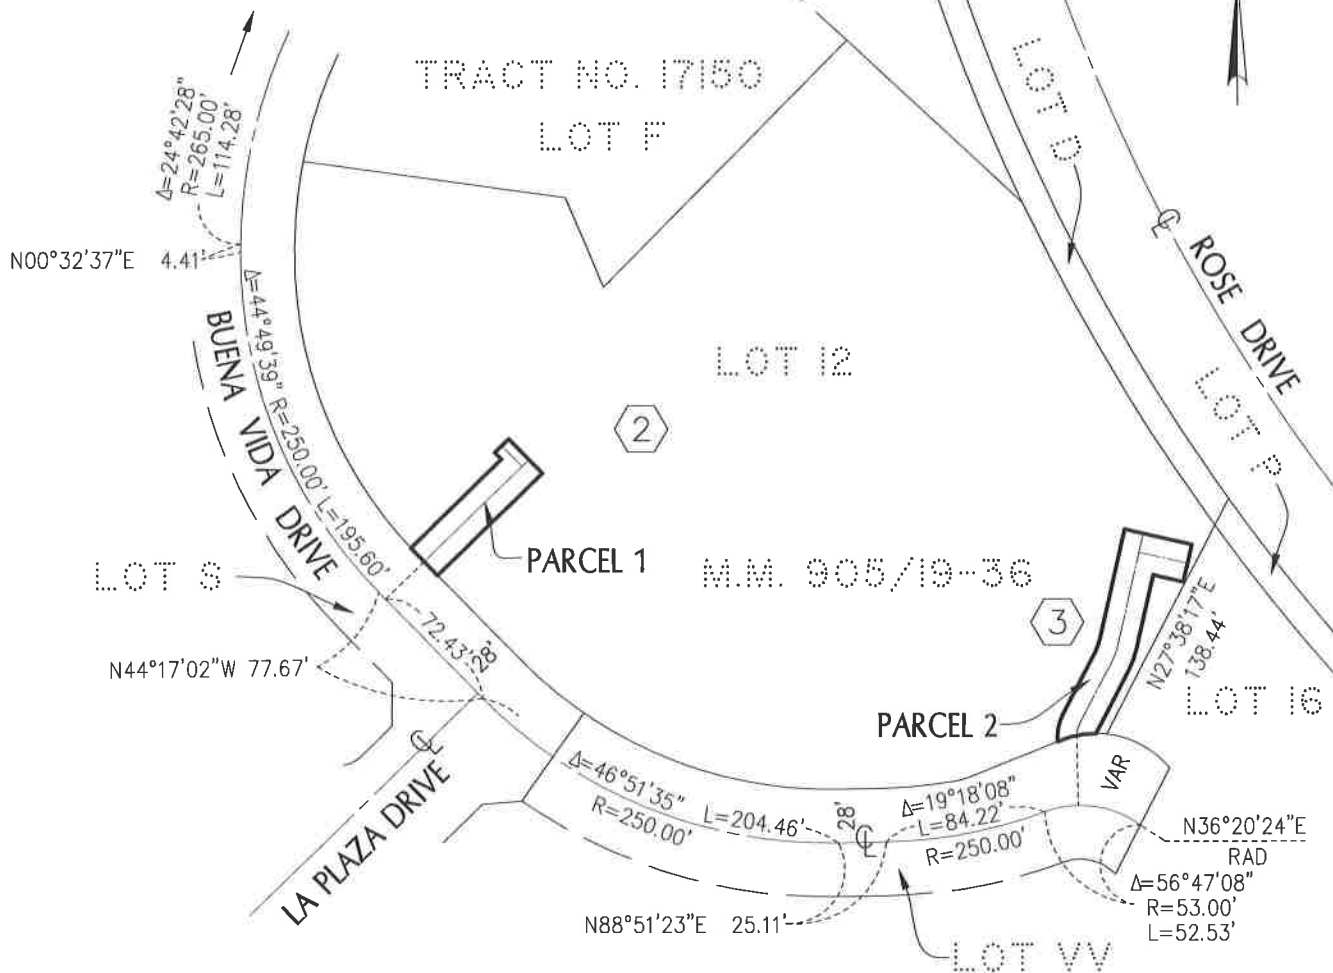 TRACT NO. 17150
LOT F
LOT D
Δ=24°42'28"
R=265.00'
L=114.28'
N00°32'37"E 4.41'
℄ ROSE DRIVE
LOT P
Δ=44°49'39" R=250.00' L=195.60'
BUENA VIDA DRIVE
LOT 12
2
PARCEL 1
M.M. 905/19-36
LOT S
72.43'
28'
N44°17'02"W 77.67'
3
N27°38'17"E
138.44'
LOT 16
PARCEL 2
VAR
℄
LA PLAZA DRIVE
Δ=46°51'35" L=204.46'
R=250.00'
28'
℄
Δ=19°18'08"
L=84.22'
R=250.00'
N36°20'24"E
RAD
Δ=56°47'08"
R=53.00'
L=52.53'
N88°51'23"E 25.11'
LOT VV